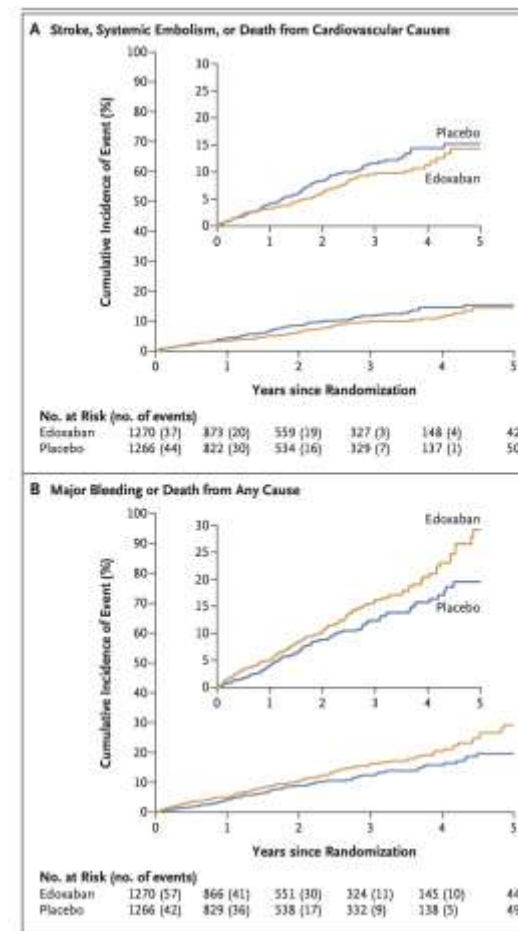 A Stroke, Systemic Embolism, or Death from Cardiovascular Causes
Cumulative Incidence of Event (%)
100
90
80
70
60
50
40
30
20
10
0
30
25
20
15
10
5
0
Placebo
Edoxaban
0 1 2 3 4 5
0 1 2 3 4 5
Years since Randomization
No. at Risk (no. of events)
Edoxaban 1270 (37) 873 (20) 559 (19) 327 (3) 148 (4) 42
Placebo 1266 (44) 822 (30) 534 (16) 329 (7) 137 (1) 50
B Major Bleeding or Death from Any Cause
Cumulative Incidence of Event (%)
100
90
80
70
60
50
40
30
20
10
0
30
25
20
15
10
5
0
Edoxaban
Placebo
0 1 2 3 4 5
0 1 2 3 4 5
Years since Randomization
No. at Risk (no. of events)
Edoxaban 1270 (57) 866 (41) 551 (30) 324 (11) 145 (10) 44
Placebo 1266 (42) 829 (36) 538 (17) 332 (9) 138 (5) 49